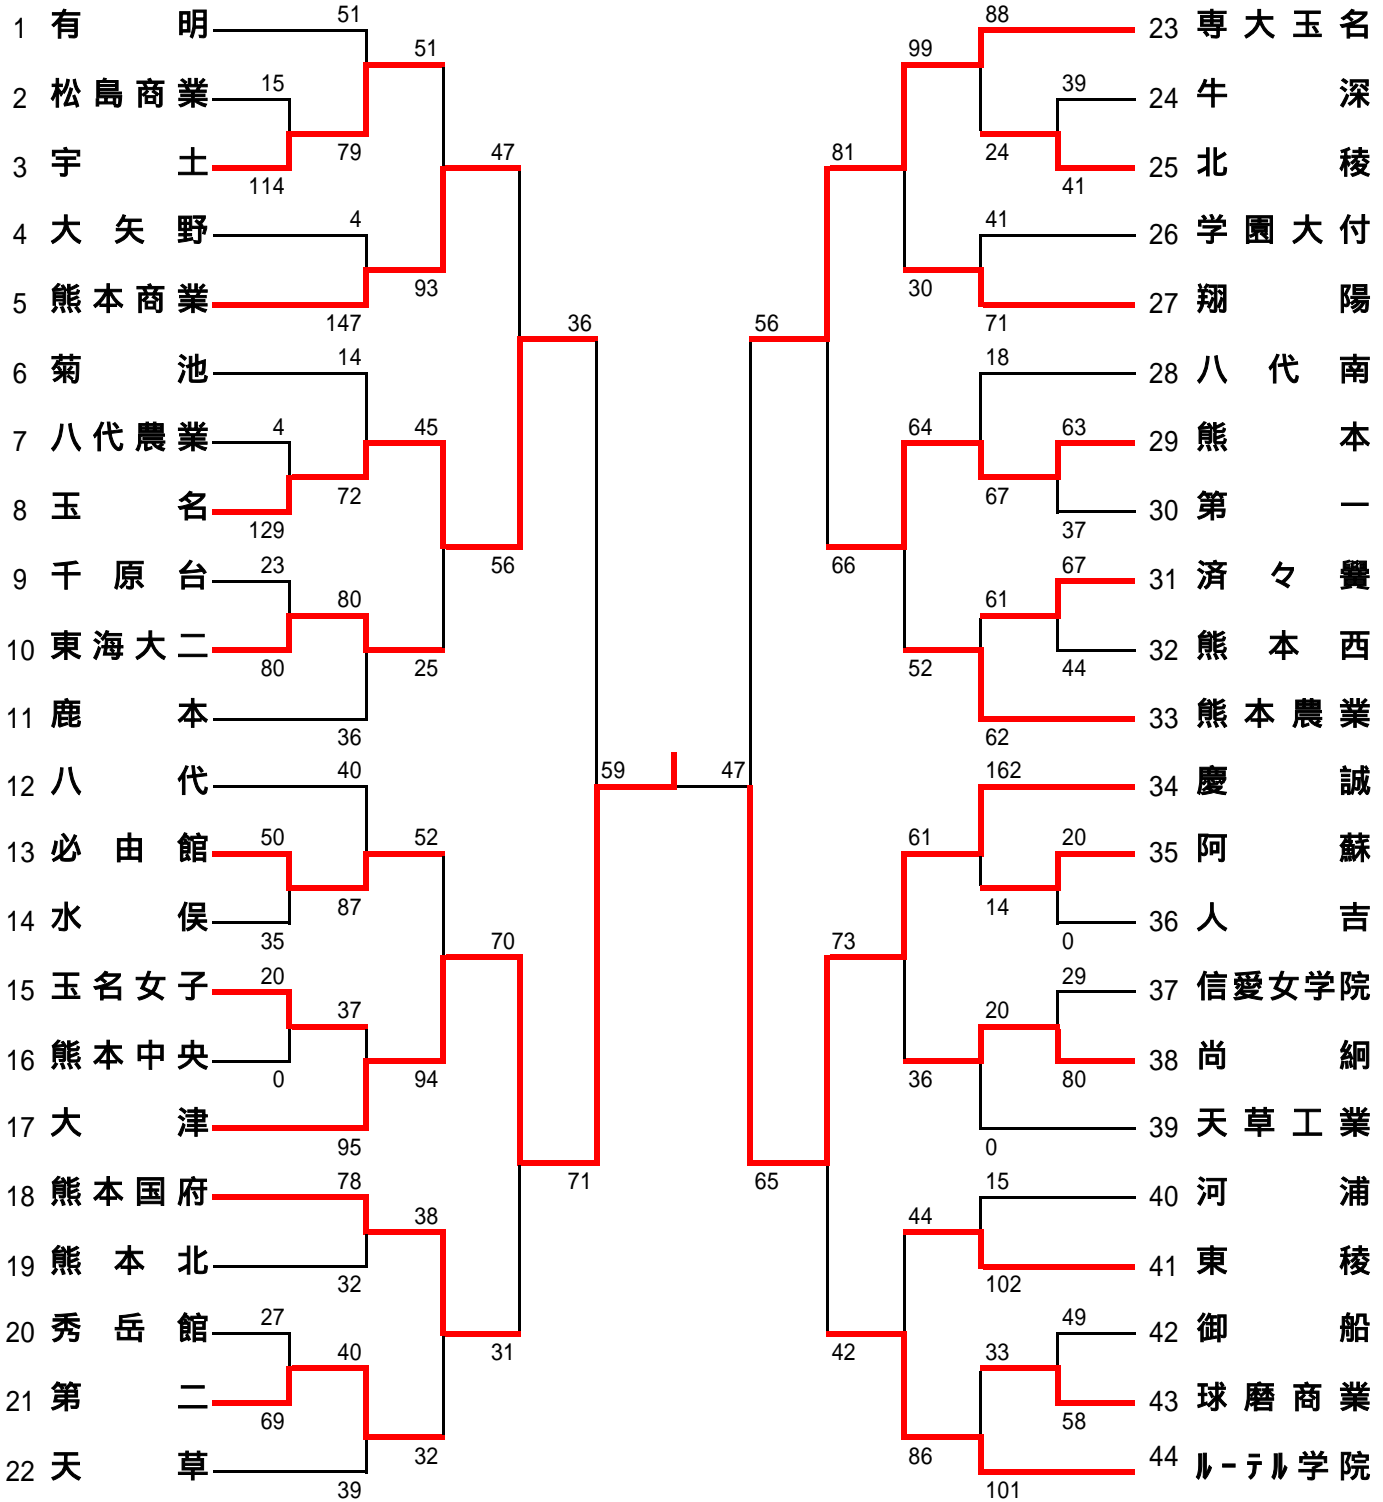 1 有明 51
2 松島商業 15
3 宇土 114
79
51
4 大矢野 4
5 熊本商業 147
93
47
6 菊池 14
7 八代農業 4
8 玉名 129
72
45
9 千原台 23
10 東海大二 80
80
11 鹿本 36
25
56
36
12 八代 40
13 必由館 50
14 水俣 35
87
52
15 玉名女子 20
16 熊本中央 0
37
17 大津 95
94
70
18 熊本国府 78
19 熊本北 32
38
20 秀岳館 27
21 第二 69
40
22 天草 39
32
31
71
59
47
88 23 専大玉名
39 24 牛深
41 25 北稜
24
99
41 26 学園大付
71 27 翔陽
30
81
18 28 八代南
63 29 熊本
37 30 第一
67
64
67 31 済々黌
44 32 熊本西
61
62 33 熊本農業
52
66
56
162 34 慶誠
20 35 阿蘇
0 36 人吉
14
61
29 37 信愛女学院
80 38 尚絅
20
0 39 天草工業
36
73
15 40 河浦
102 41 東稜
44
49 42 御船
58 43 球磨商業
33
101 44 ﾙｰﾃﾙ学院
86
42
65